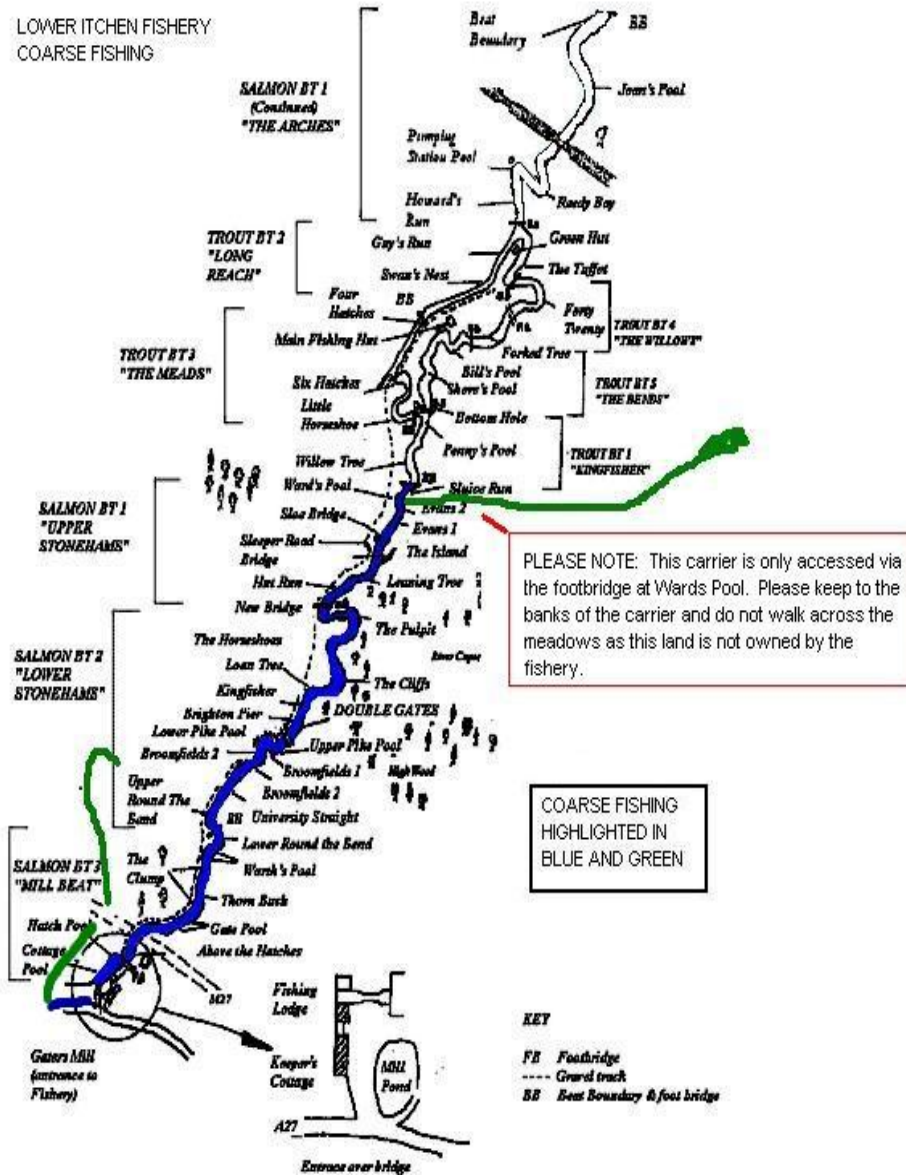 LOWER ITCHEN FISHERY
COARSE FISHING
Beat
Boundary
BB
SALMON BT 1
(Continued)
"THE ARCHES"
Joan's Pool
Pumping
Station Pool
Reedy Bay
Howard's
Run
TROUT BT 2
"LONG
REACH"
Guy's Run
Green Hut
The Tuffet
Swan's Nest
Four
Hatches
BB
Forty
Twenty
TROUT BT 4
"THE WILLOWS"
Main Fishing Hut
Forked Tree
TROUT BT 3
"THE MEADS"
Bill's Pool
Six Hatches
Shove's Pool
TROUT BT 5
"THE BENDS"
Little
Horseshoe
Bottom Hole
Penny's Pool
TROUT BT 1
"KINGFISHER"
Willow Tree
Ward's Pool
Sluice Run
Evans 2
SALMON BT 1
"UPPER
STONEHAMS"
Sloe Bridge
Evans 1
Sleeper Road
Bridge
The Island
Hut Run
Leaning Tree
New Bridge
The Pulpit
PLEASE NOTE: This carrier is only accessed via
the footbridge at Wards Pool. Please keep to the
banks of the carrier and do not walk across the
meadows as this land is not owned by the
fishery.
SALMON BT 2
"LOWER
STONEHAMS"
The Horseshoes
Loan Tree
The Cliffs
Kingfisher
Brighton Pier
DOUBLE GATES
Lower Pike Pool
Upper Pike Pool
Broomfields 2
Broomfields 1
High Wood
Broomfields 2
Upper
Round The
Bend
BB
University Straight
Lower Round the Bend
COARSE FISHING
HIGHLIGHTED IN
BLUE AND GREEN
SALMON BT 3
"MILL BEAT"
The
Clump
Thorn Bush
Hatch Pool
Gate Pool
Above the Hatches
Cottage
Pool
M27
Gaters Mill
(entrance to
Fishery)
Fishing
Lodge
Keeper's
Cottage
Mill
Pond
A27
Entrance over bridge
KEY
FB Footbridge
---- Gravel track
BB Beat Boundary & foot bridge